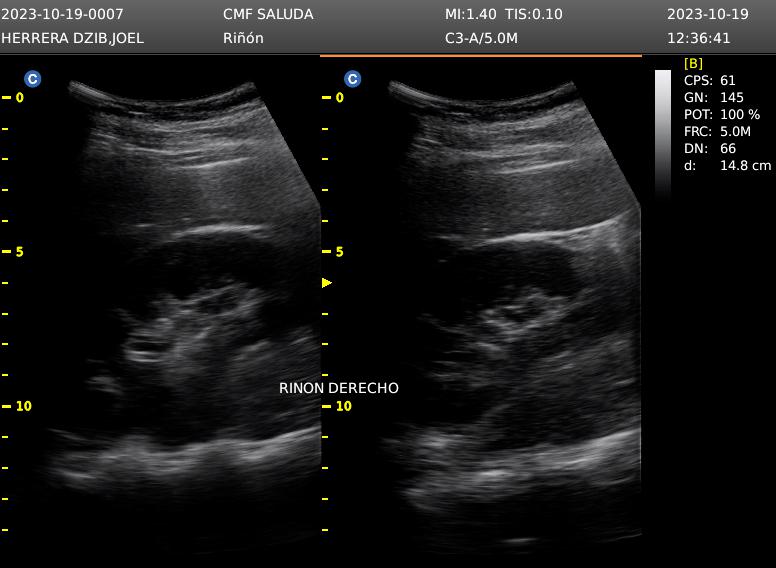 2023-10-19-0007 CMF SALUDA MI:1.40 TIS:0.10 2023-10-19
HERRERA DZIB,JOEL Riñón C3-A/5.0M 12:36:41
C C
[B]
CPS: 61
GN: 145
POT: 100 %
FRC: 5.0M
DN: 66
d: 14.8 cm
0 0
5 5
RINON DERECHO
10 10